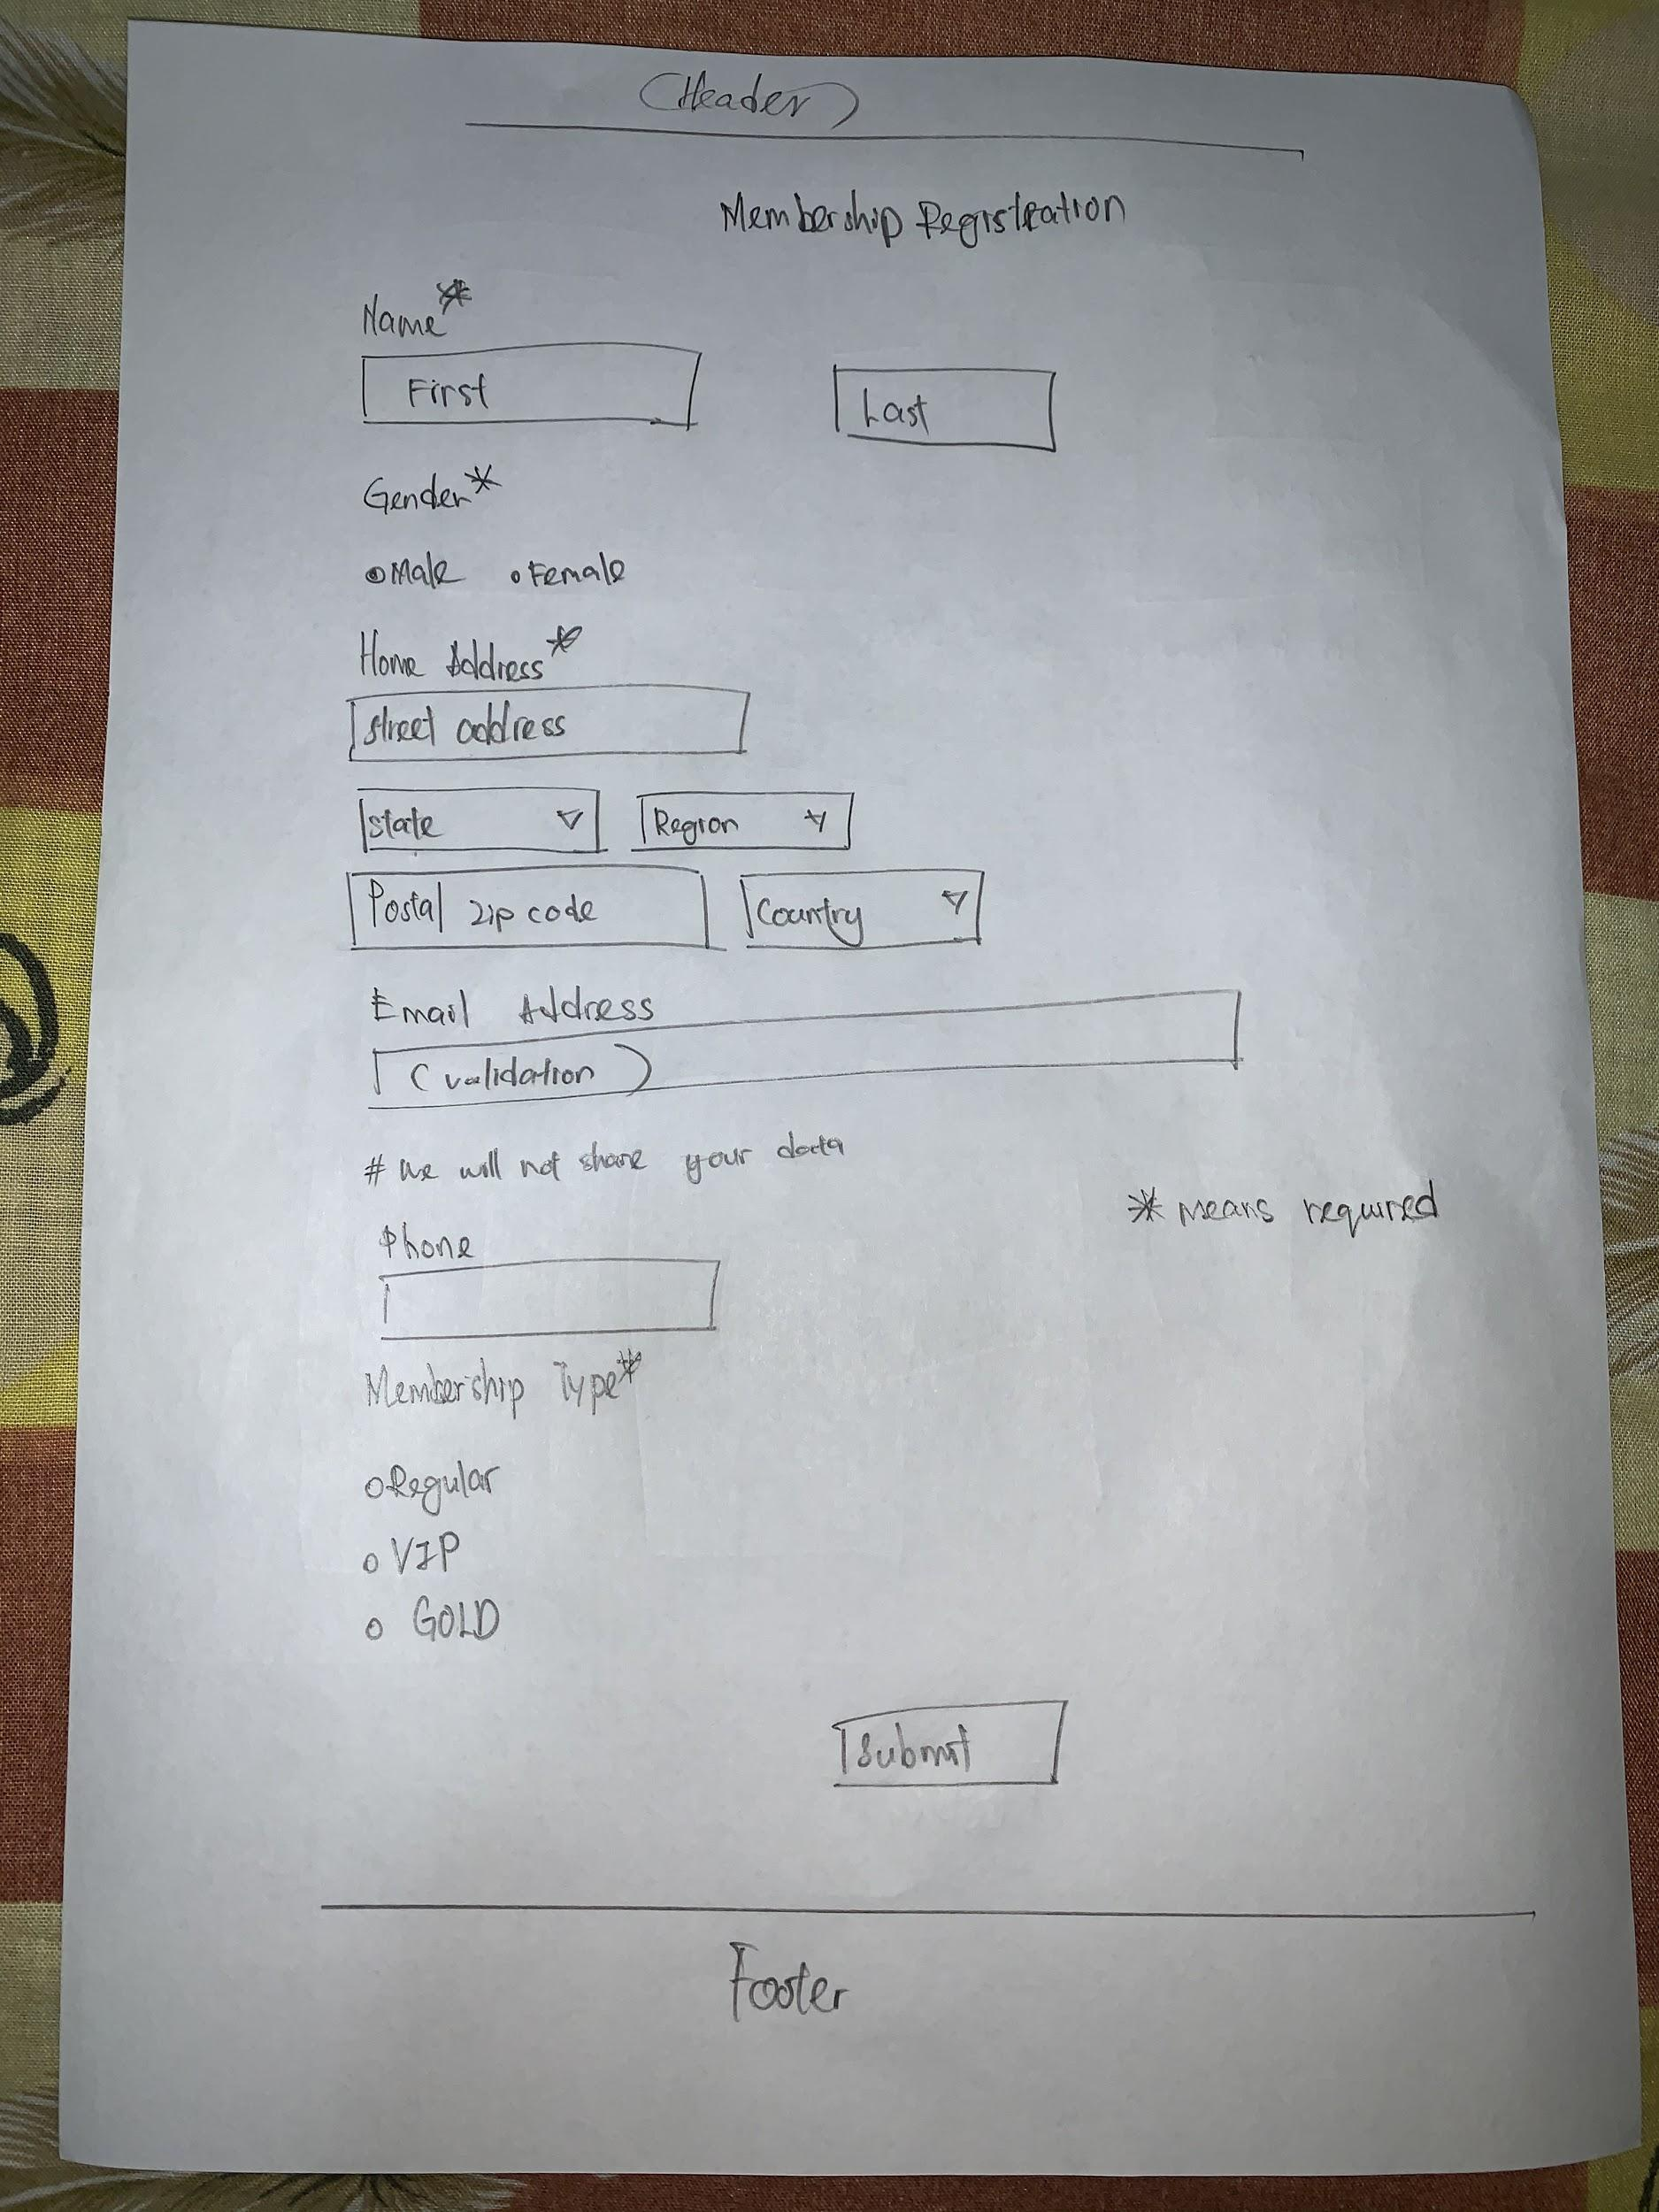 (Header)
Membership Registration
Name*
First Last
Gender*
Male Female
Home Address*
street address
state Region
Postal zip code Country
Email Address
(validation)
# we will not share your data
* means required
Phone
Membership Type*
Regular
VIP
GOLD
Submit
Footer